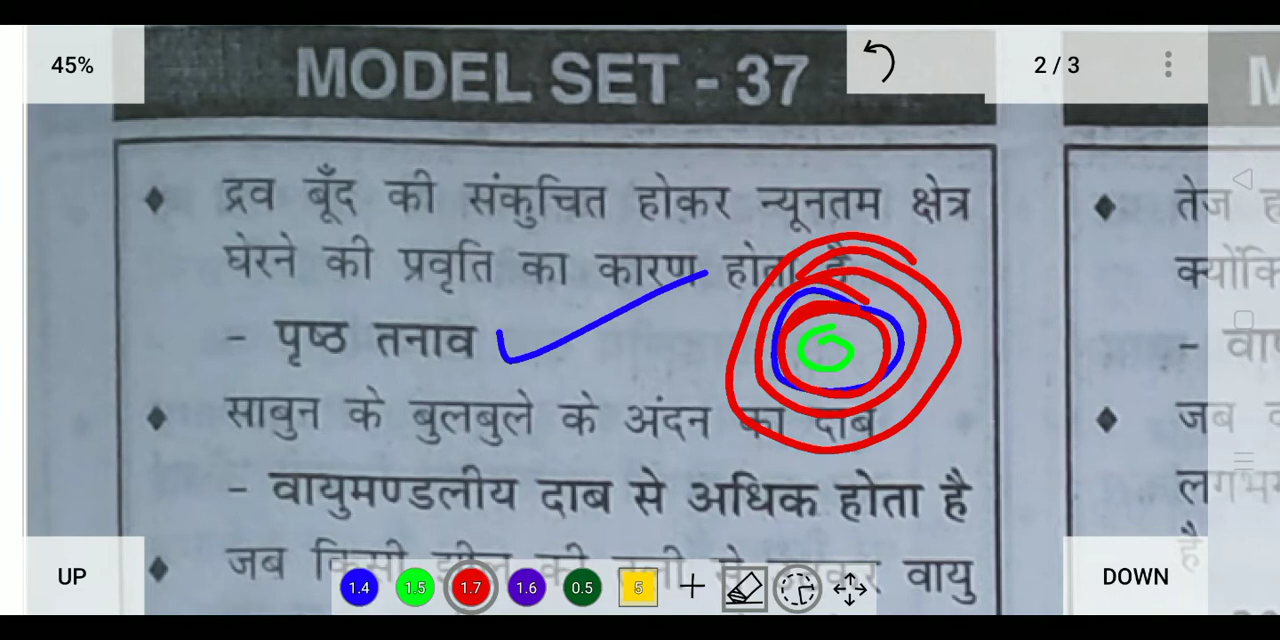 45%
MODEL SET - 37
2 / 3
M
♦ द्रव बूँद की संकुचित होकर न्यूनतम क्षेत्र
घेरने की प्रवृति का कारण होता है
- पृष्ठ तनाव
♦ साबुन के बुलबुले के अंदन का दाब
- वायुमण्डलीय दाब से अधिक होता है
♦ जब किसी वायु
♦ तेज
क्योंकि
♦ जब
UP
1.4 1.5 1.7 1.6 0.5 5
DOWN